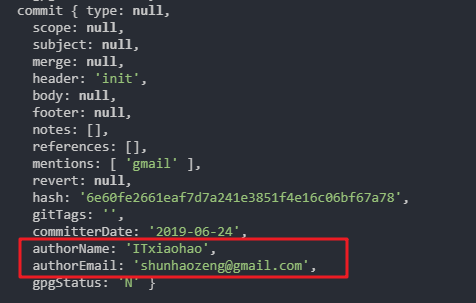 commit { type: null,
scope: null,
subject: null,
merge: null,
header: 'init',
body: null,
footer: null,
notes: [],
references: [],
mentions: [ 'gmail' ],
revert: null,
hash: '6e60fe2661eaf7d7a241e3851f4e16c06bf67a78',
gitTags: '',
committerDate: '2019-06-24',
authorName: 'ITxiaohao',
authorEmail: 'shunhaozeng@gmail.com',
gpgStatus: 'N' }